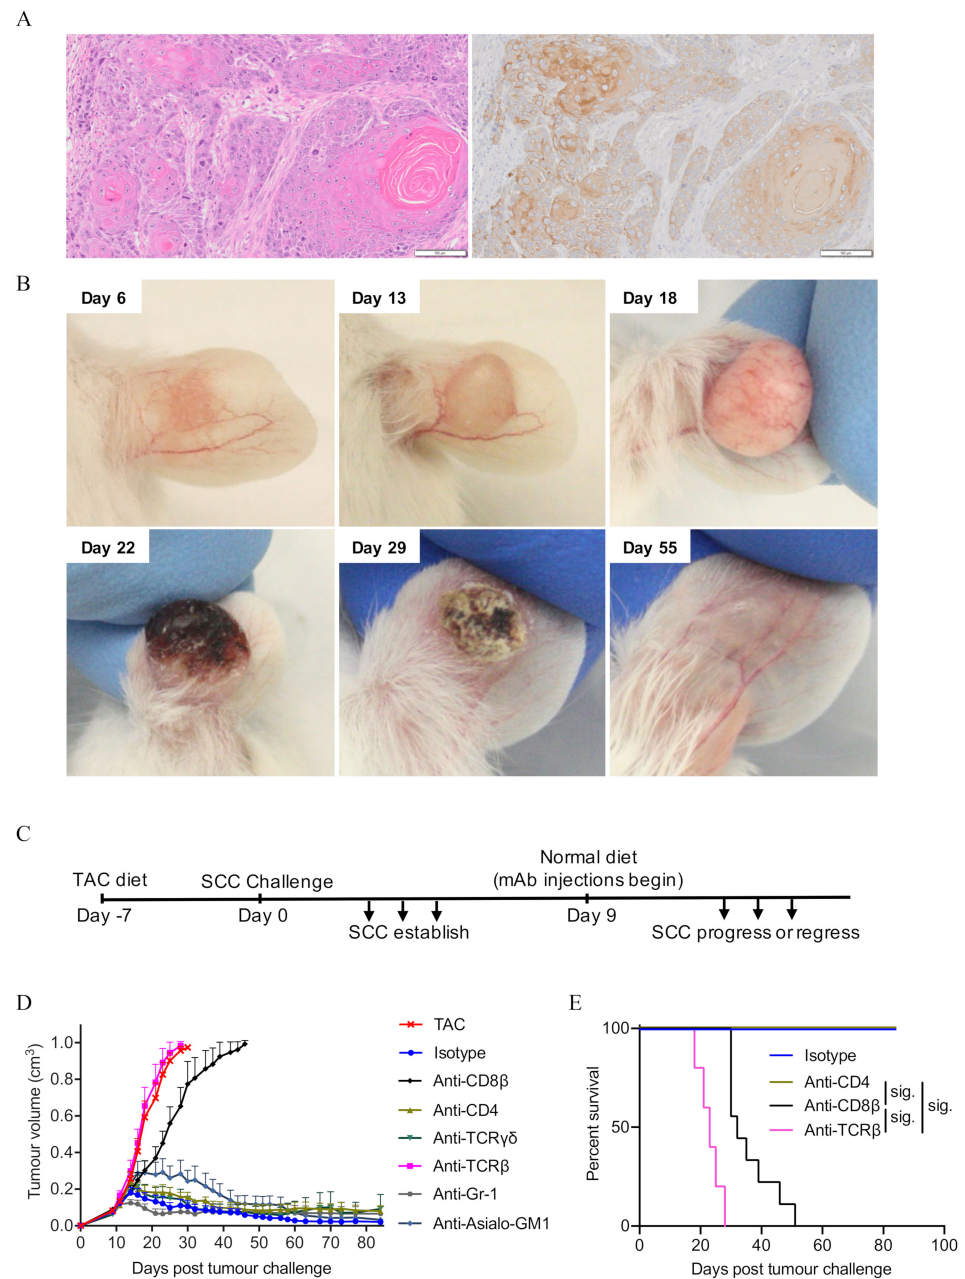 A
B
Day 6
Day 13
Day 18
Day 22
Day 29
Day 55
C
TAC diet
SCC Challenge
Normal diet
(mAb injections begin)
Day -7
Day 0
Day 9
SCC establish
SCC progress or regress
D
Tumour volume (cm3)
1.0
0.8
0.6
0.4
0.2
0.0
0 10 20 30 40 50 60 70 80
Days post tumour challenge
TAC
Isotype
Anti-CD8β
Anti-CD4
Anti-TCRγδ
Anti-TCRβ
Anti-Gr-1
Anti-Asialo-GM1
E
Percent survival
100
50
0
0 20 40 60 80 100
Days post tumour challenge
Isotype
Anti-CD4
Anti-CD8β
Anti-TCRβ
sig.
sig.
sig.